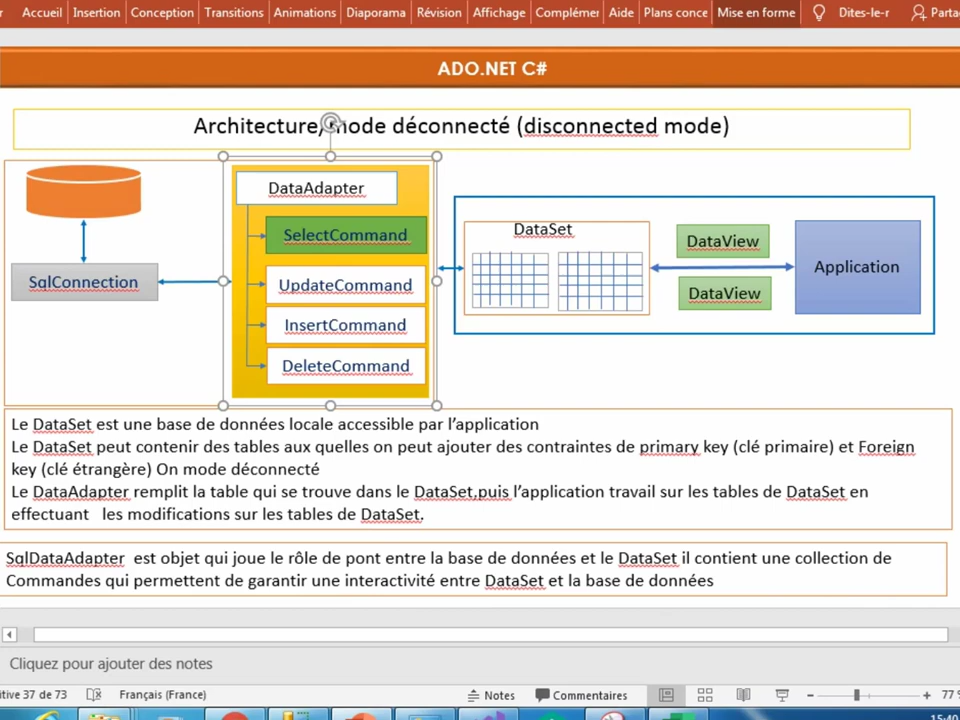 Accueil Insertion Conception Transitions Animations Diaporama Révision Affichage Complémer Aide Plans conce Mise en forme Dites-le-r Parta
ADO.NET C#
Architecture, mode déconnecté (disconnected mode)
DataAdapter
SelectCommand
UpdateCommand
InsertCommand
DeleteCommand
SqlConnection
DataSet
DataView
DataView
Application
Le DataSet est une base de données locale accessible par l'application
Le DataSet peut contenir des tables aux quelles on peut ajouter des contraintes de primary key (clé primaire) et Foreign
key (clé étrangère) On mode déconnecté
Le DataAdapter remplit la table qui se trouve dans le DataSet,puis l'application travail sur les tables de DataSet en
effectuant les modifications sur les tables de DataSet.
SqlDataAdapter est objet qui joue le rôle de pont entre la base de données et le DataSet il contient une collection de
Commandes qui permettent de garantir une interactivité entre DataSet et la base de données
Cliquez pour ajouter des notes
itive 37 de 73 Français (France) Notes Commentaires 77 %